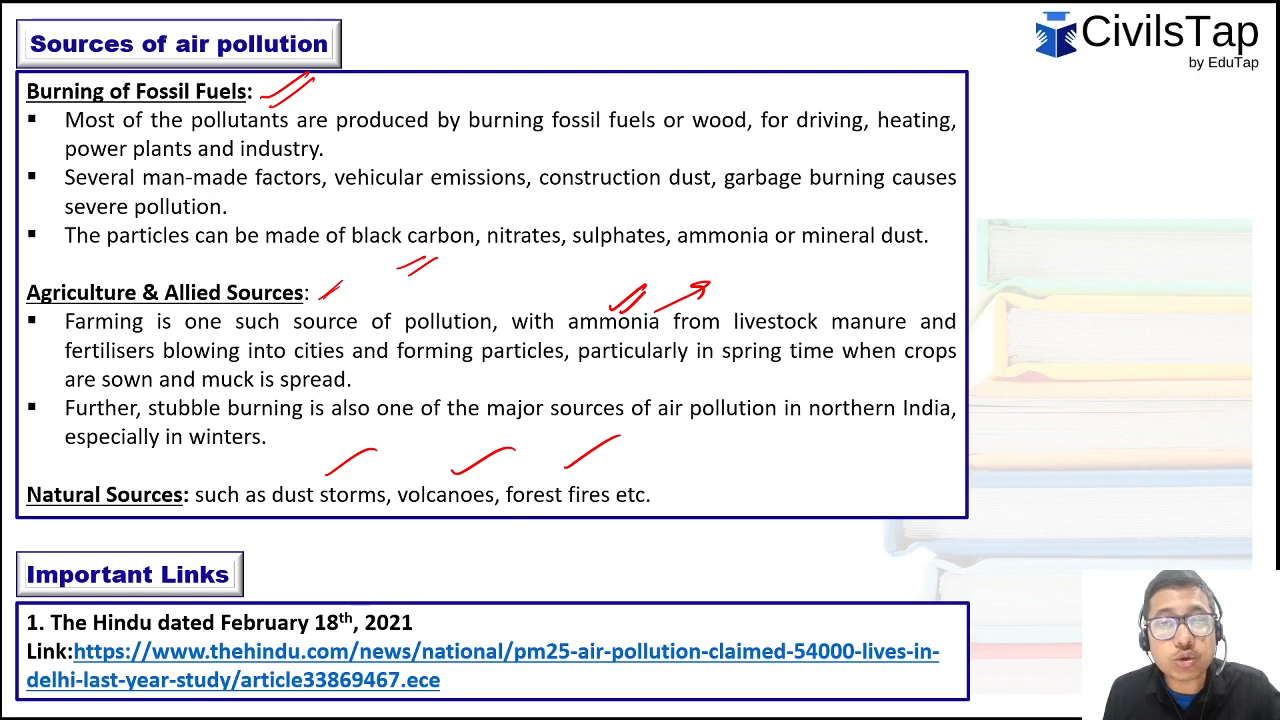 Sources of air pollution
CivilsTap
by EduTap
Burning of Fossil Fuels:
▪ Most of the pollutants are produced by burning fossil fuels or wood, for driving, heating,
power plants and industry.
▪ Several man-made factors, vehicular emissions, construction dust, garbage burning causes
severe pollution.
▪ The particles can be made of black carbon, nitrates, sulphates, ammonia or mineral dust.
Agriculture & Allied Sources:
▪ Farming is one such source of pollution, with ammonia from livestock manure and
fertilisers blowing into cities and forming particles, particularly in spring time when crops
are sown and muck is spread.
▪ Further, stubble burning is also one of the major sources of air pollution in northern India,
especially in winters.
Natural Sources: such as dust storms, volcanoes, forest fires etc.
Important Links
1. The Hindu dated February 18th, 2021
Link:https://www.thehindu.com/news/national/pm25-air-pollution-claimed-54000-lives-in-
delhi-last-year-study/article33869467.ece